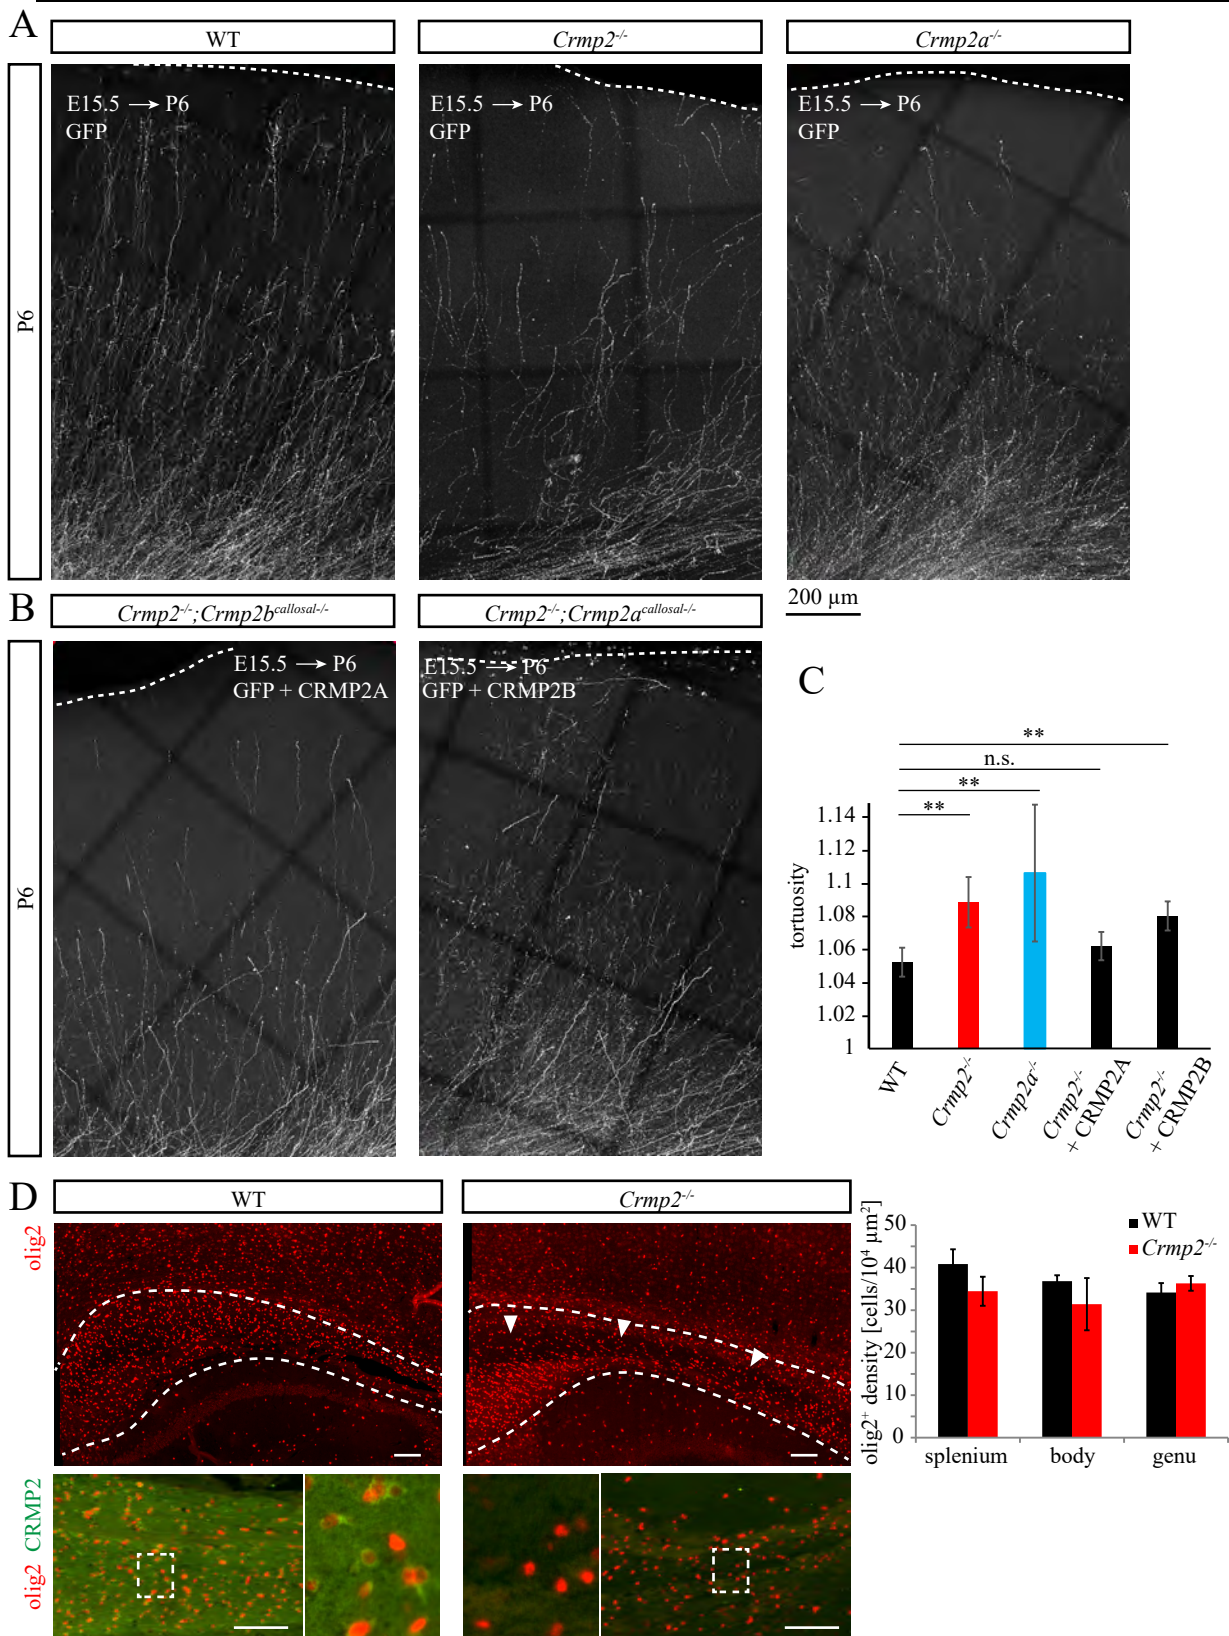 A
WT
Crmp2-/-
Crmp2a-/-
P6
E15.5 → P6
GFP
E15.5 → P6
GFP
E15.5 → P6
GFP
200 µm
B
Crmp2-/-;Crmp2bcallosal-/-
Crmp2-/-;Crmp2acallosal-/-
P6
E15.5 → P6
GFP + CRMP2A
E15.5 → P6
GFP + CRMP2B
C
**
n.s.
**
**
tortuosity
1.14
1.12
1.1
1.08
1.06
1.04
1.02
1
WT
Crmp2-/-
Crmp2a-/-
Crmp2-/-
+ CRMP2A
Crmp2-/-
+ CRMP2B
D
WT
Crmp2-/-
olig2
olig2 CRMP2
olig2+ density [cells/10⁴ µm²]
50
40
30
20
10
0
WT
Crmp2-/-
splenium
body
genu